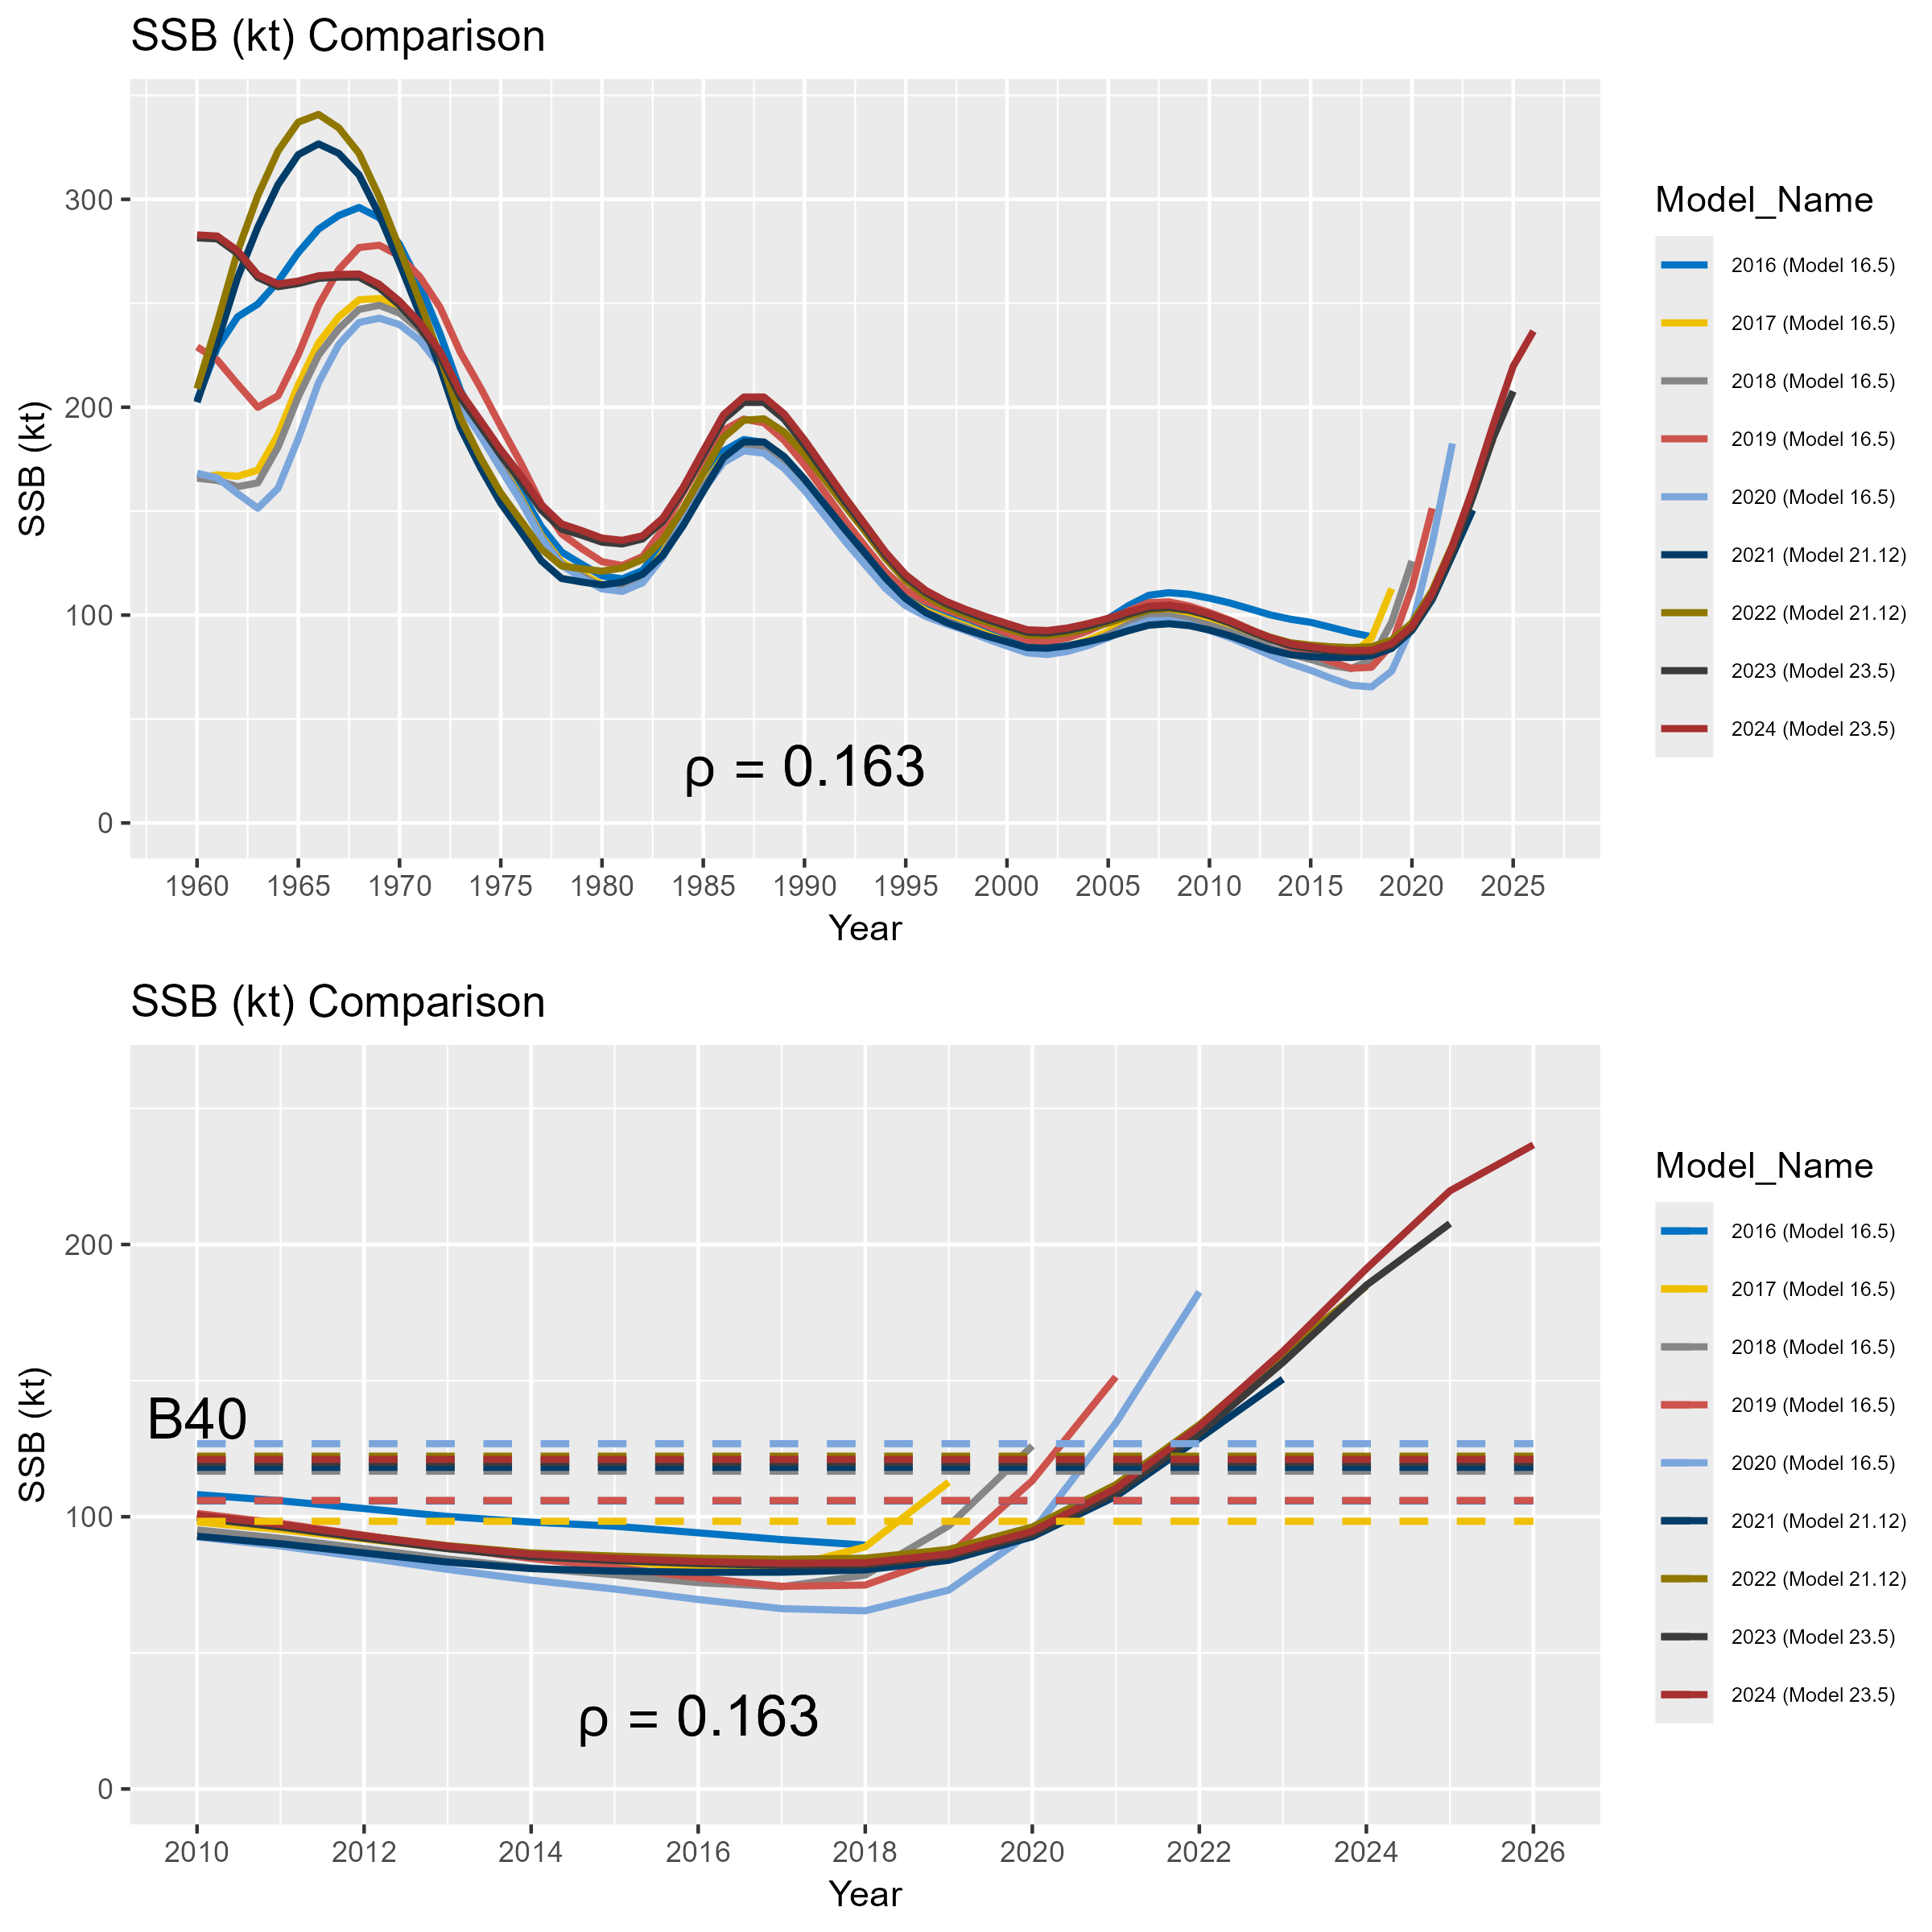 SSB (kt) Comparison
SSB (kt)
300
200
100
0
ρ = 0.163
1960 1965 1970 1975 1980 1985 1990 1995 2000 2005 2010 2015 2020 2025
Year
Model_Name
2016 (Model 16.5)
2017 (Model 16.5)
2018 (Model 16.5)
2019 (Model 16.5)
2020 (Model 16.5)
2021 (Model 21.12)
2022 (Model 21.12)
2023 (Model 23.5)
2024 (Model 23.5)
SSB (kt) Comparison
SSB (kt)
200
100
0
B40
ρ = 0.163
2010 2012 2014 2016 2018 2020 2022 2024 2026
Year
Model_Name
2016 (Model 16.5)
2017 (Model 16.5)
2018 (Model 16.5)
2019 (Model 16.5)
2020 (Model 16.5)
2021 (Model 21.12)
2022 (Model 21.12)
2023 (Model 23.5)
2024 (Model 23.5)